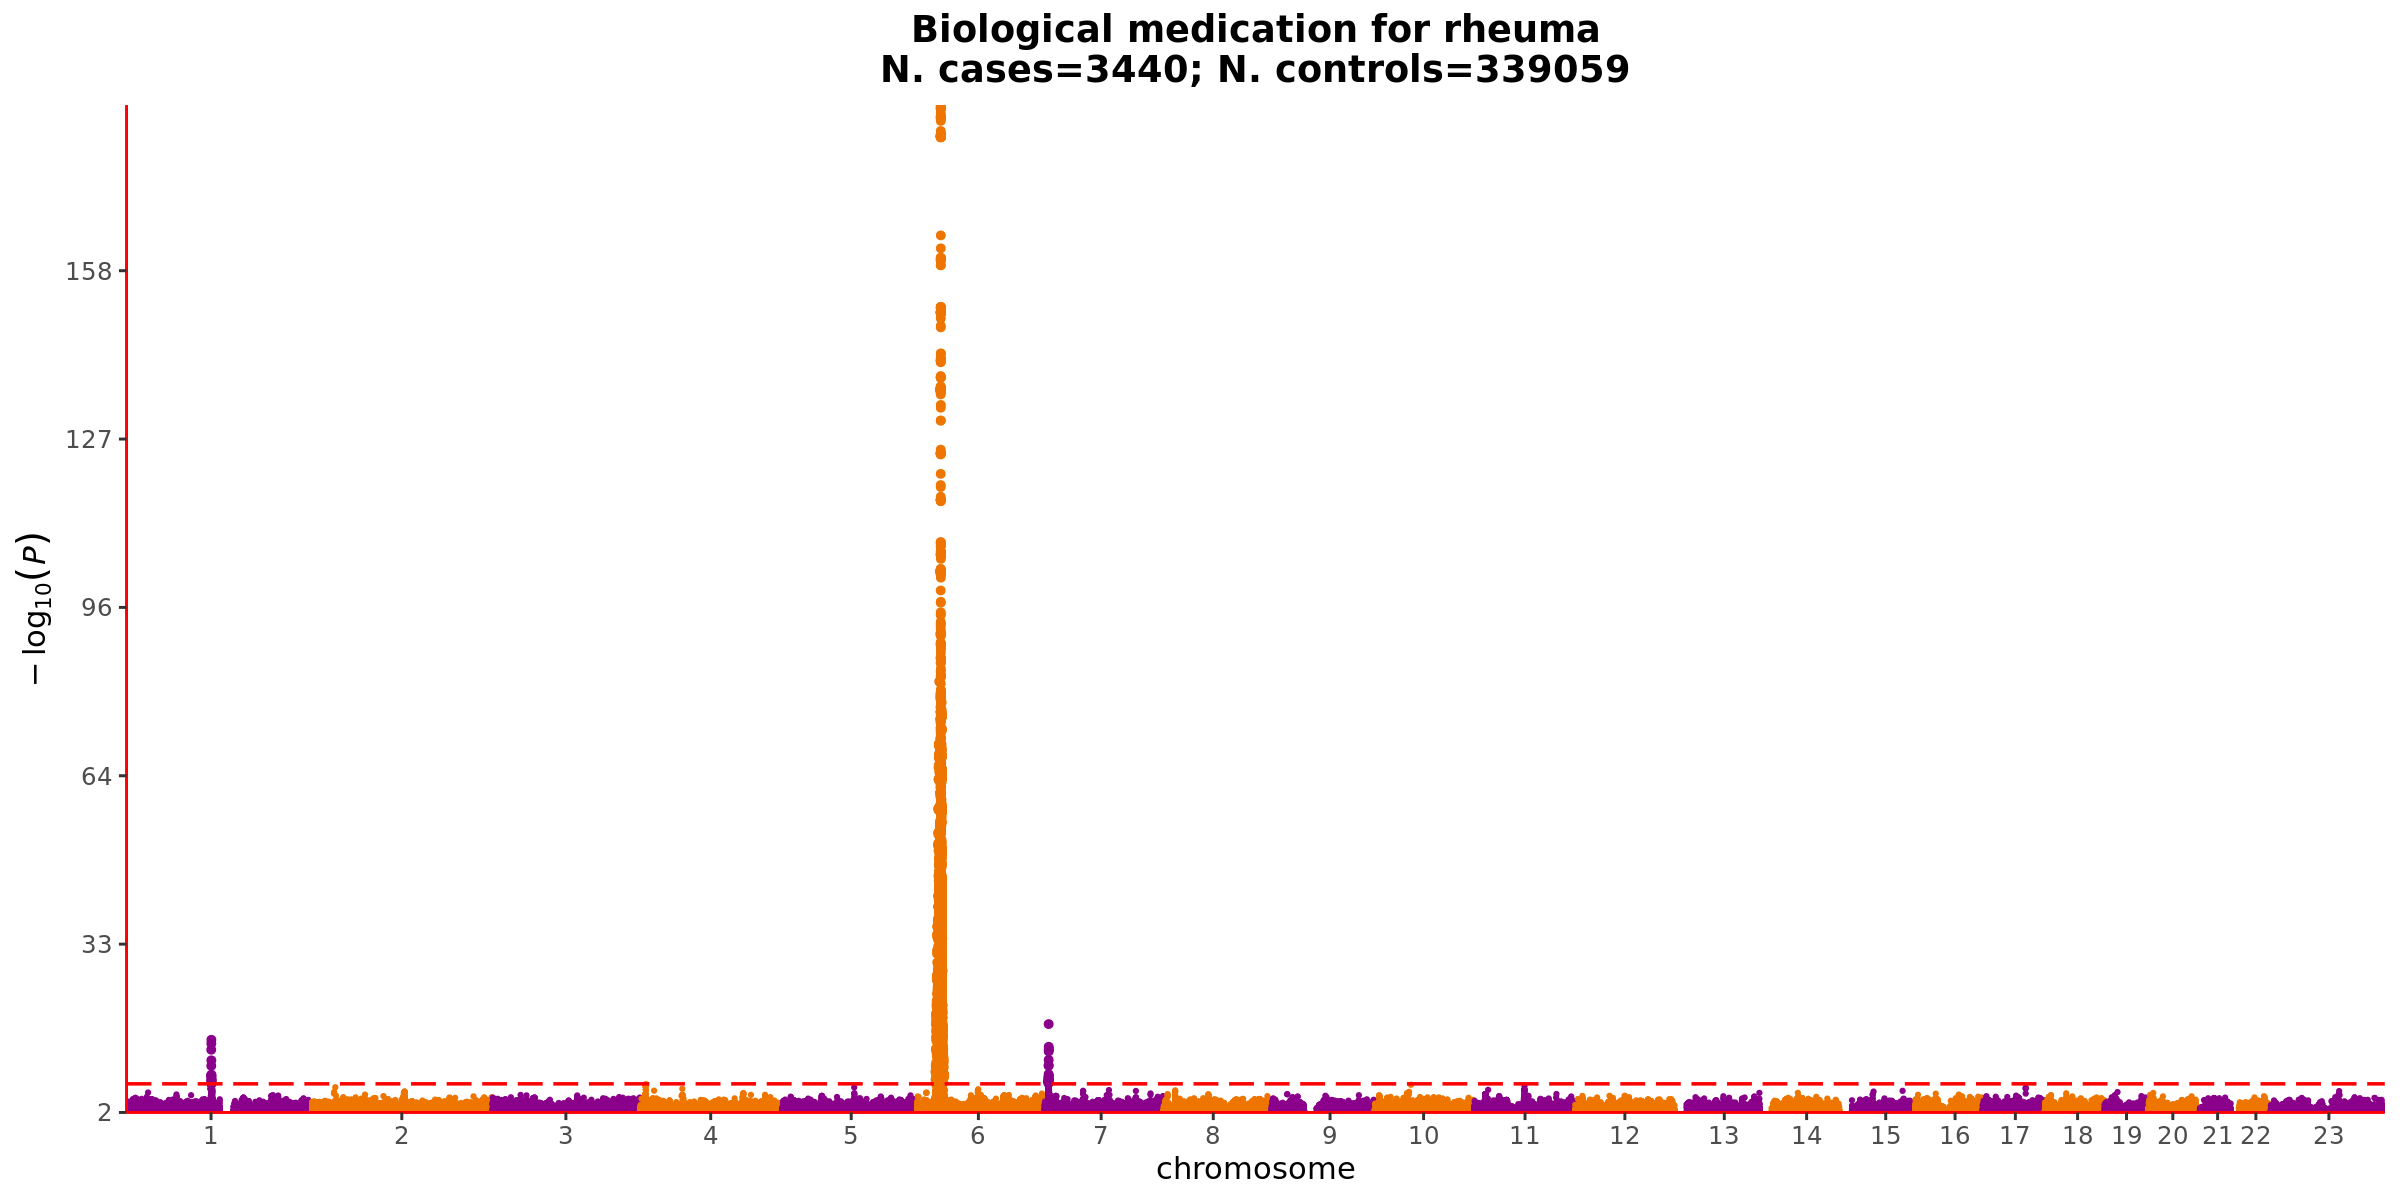 Biological medication for rheuma
N. cases=3440; N. controls=339059
158
127
96
64
33
2
− log10(P)
1 2 3 4 5 6 7 8 9 10 11 12 13 14 15 16 17 18 19 20 21 22 23
chromosome